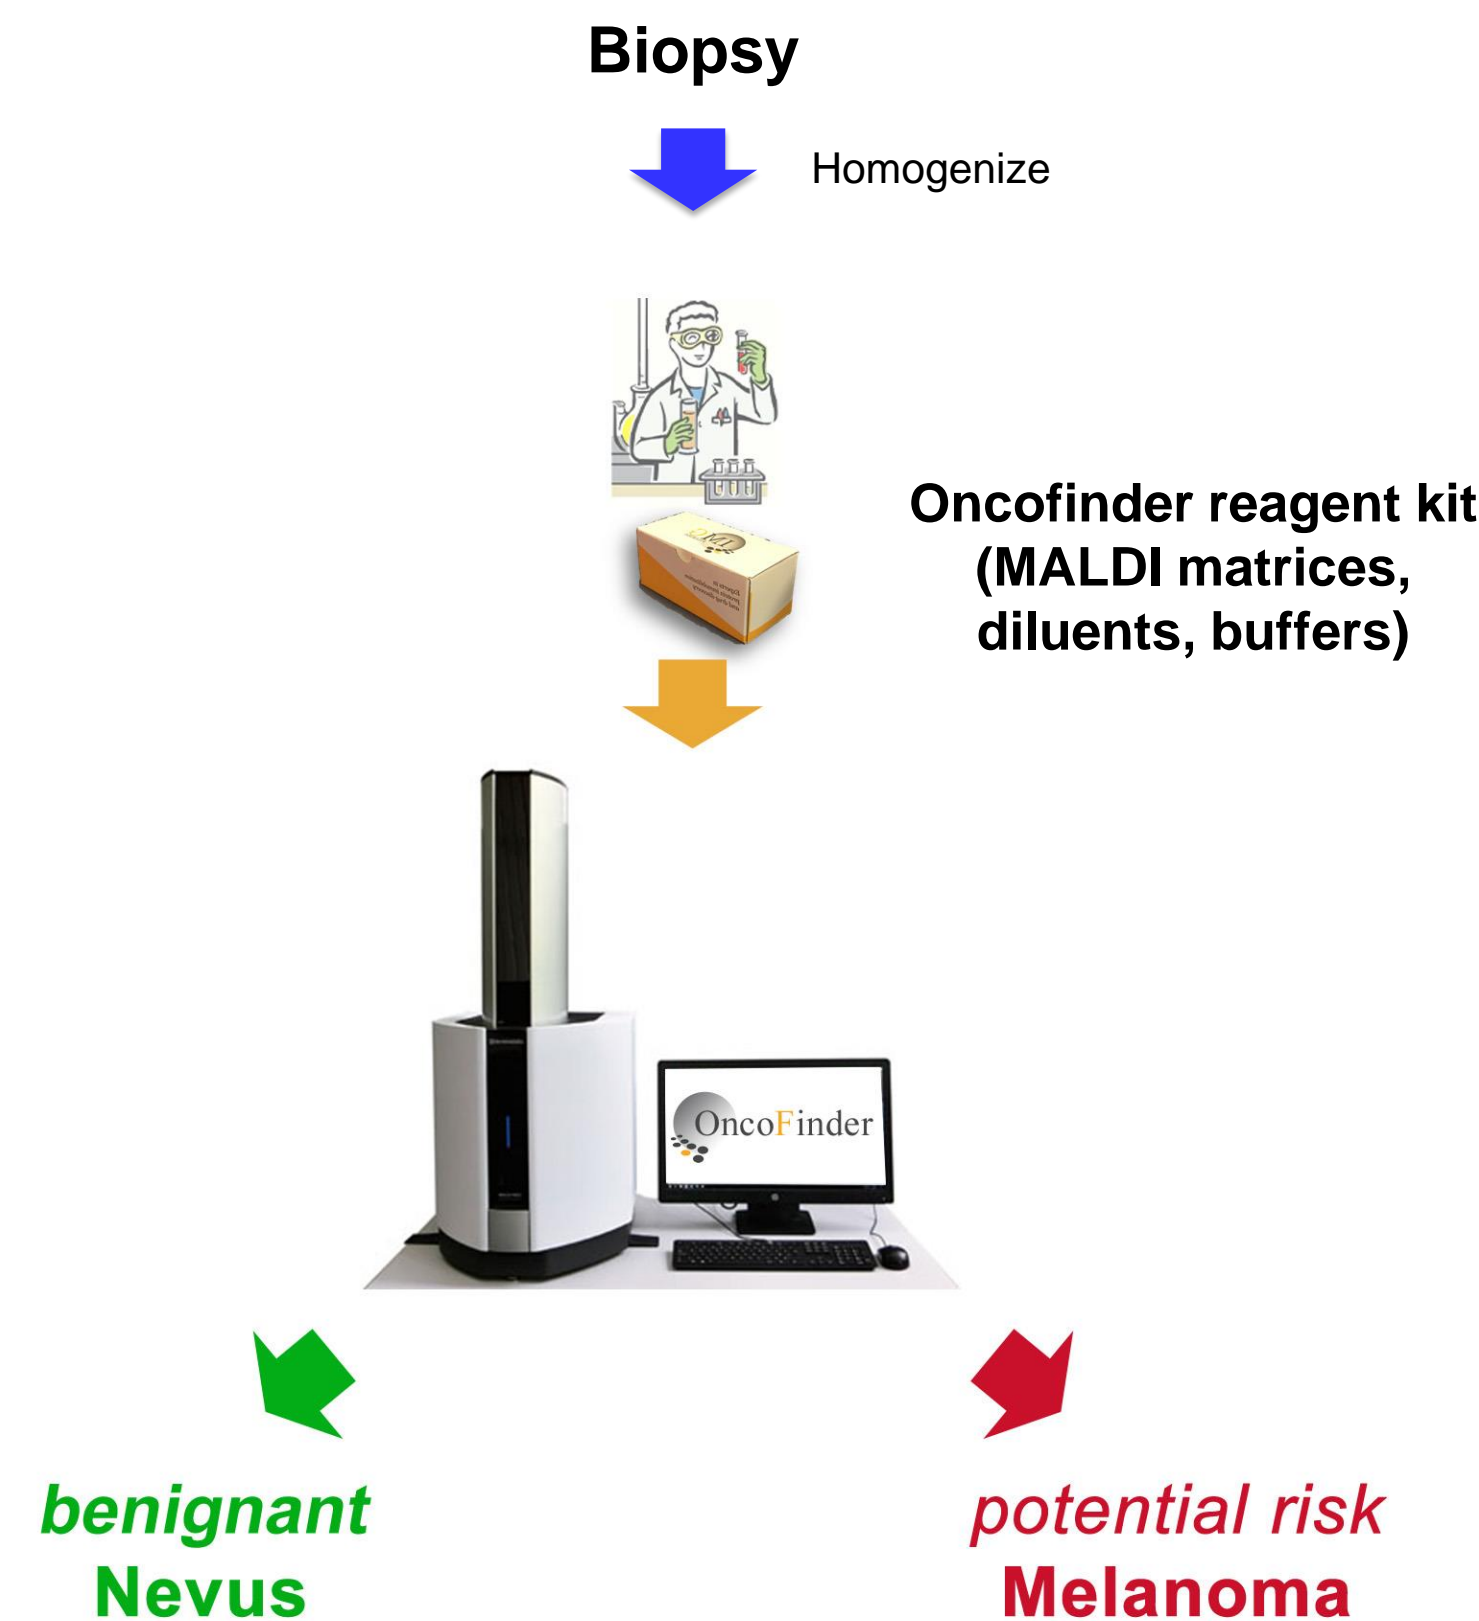 Biopsy
Homogenize
Oncofinder reagent kit
(MALDI matrices,
diluents, buffers)
OncoFinder
benignant
Nevus
potential risk
Melanoma